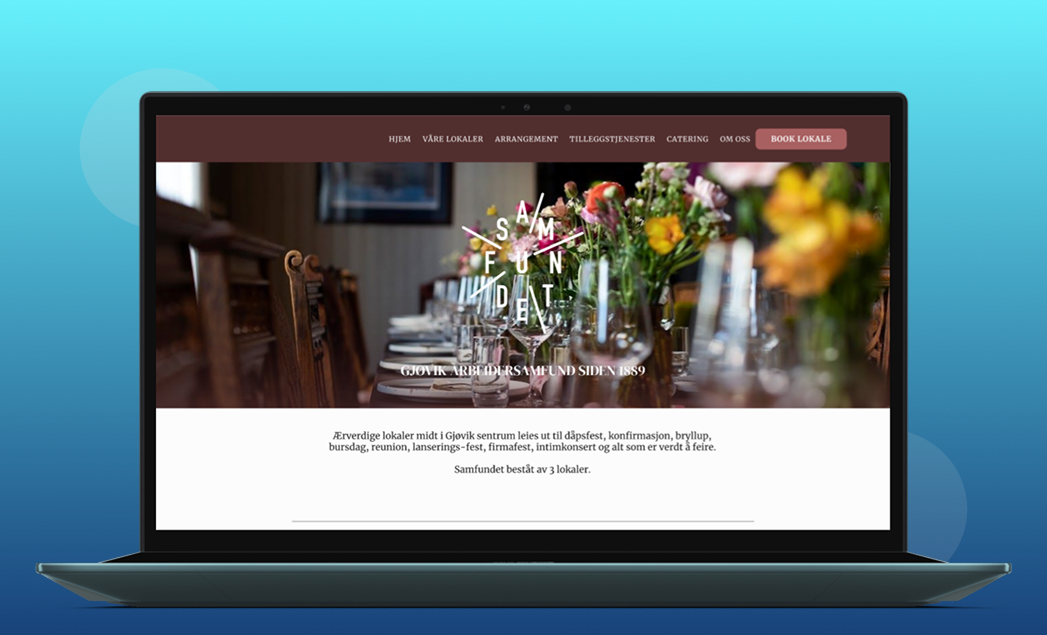 HJEM VÅRE LOKALER ARRANGEMENT TILLEGGSTJENESTER CATERING OM OSS BOOK LOKALE
SAM
FUN
DET
GJØVIK ARBEIDERSAMFUND SIDEN 1889
Ærverdige lokaler midt i Gjøvik sentrum leies ut til dåpsfest, konfirmasjon, bryllup,
bursdag, reunion, lanserings-fest, firmafest, intimkonsert og alt som er verdt å feire.
Samfundet består av 3 lokaler.